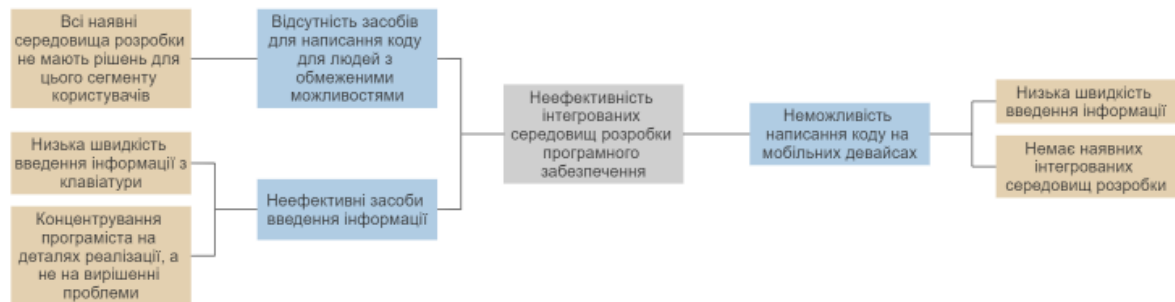 Всі наявні
середовища розробки
не мають рішень для
цього сегменту
користувачів
Відсутність засобів
для написання коду
для людей з
обмеженими
можливостями
Низька швидкість
введення інформації з
клавіатури
Концентрування
програміста на
деталях реалізації, а
не на вирішенні
проблеми
Неефективні засоби
введення інформації
Неефективність
інтегрованих
середовищ розробки
програмного
забезпечення
Неможливість
написання коду на
мобільних девайсах
Низька швидкість
введення інформації
Немає наявних
інтегрованих
середовищ розробки